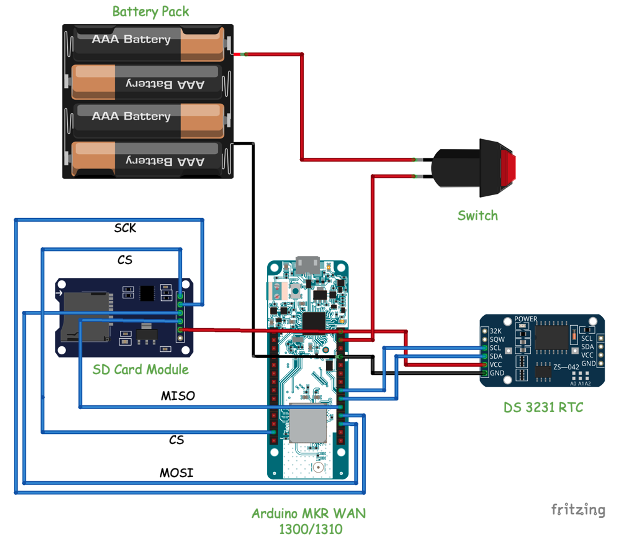 Battery Pack
AAA Battery
AAA Battery
AAA Battery
AAA Battery
SCK
CS
Switch
POWER
32K
SQW
SCL
SDA
VCC
GND
SCL
SDA
VCC
GND
ZS-042
A1 A1 A2
SD Card Module
MISO
DS 3231 RTC
CS
MOSI
Arduino MKR WAN
1300/1310
fritzing